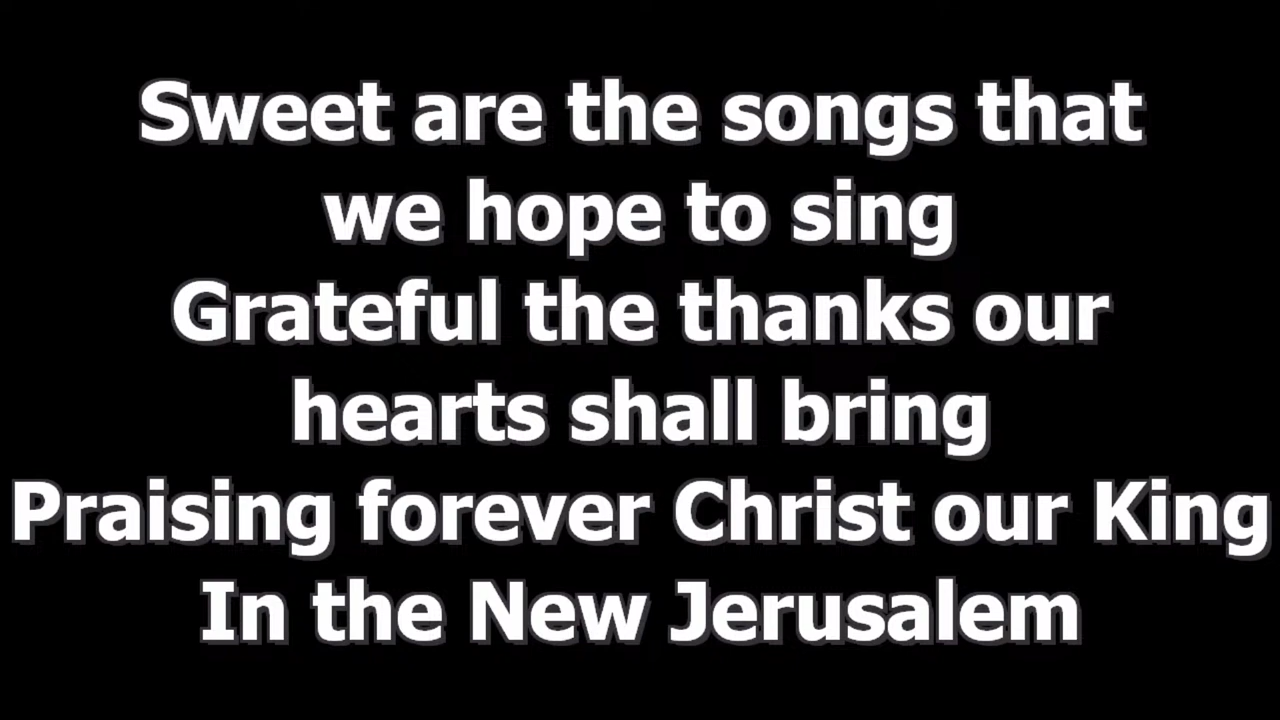 Sweet are the songs that
we hope to sing
Grateful the thanks our
hearts shall bring
Praising forever Christ our King
In the New Jerusalem